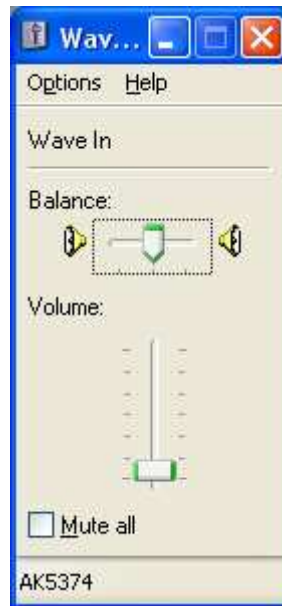 Wav...
Options Help
Wave In
Balance:
Volume:
Mute all
AK5374